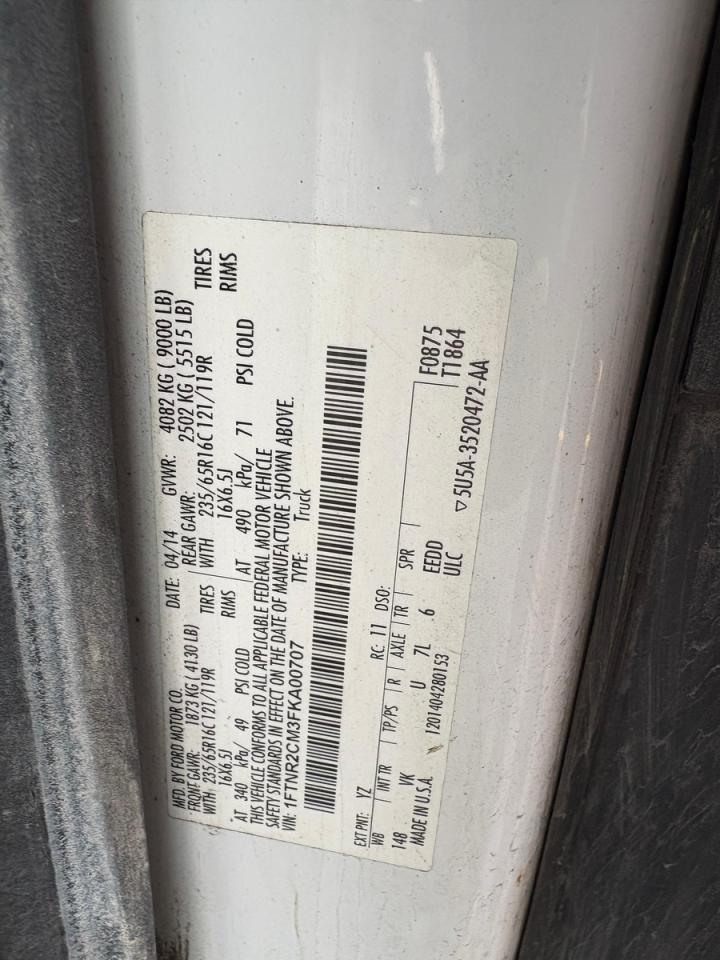 MFD. BY FORD MOTOR CO.
DATE: 04/14 GVWR: 4082 KG ( 9000 LB)
FRONT GAWR: 1873 KG ( 4130 LB) REAR GAWR: 2502 KG ( 5515 LB)
WITH 235/65R16C 121/119R TIRES WITH 235/65R16C 121/119R TIRES
16X6.5J RIMS 16X6.5J RIMS
AT 340 kPa/ 49 PSI COLD AT 490 kPa/ 71 PSI COLD
THIS VEHICLE CONFORMS TO ALL APPLICABLE FEDERAL MOTOR VEHICLE
SAFETY STANDARDS IN EFFECT ON THE DATE OF MANUFACTURE SHOWN ABOVE.
VIN: 1FTNR2CM3FKA00707 TYPE: Truck
EXT PNT: YZ RC: 11 DSO: F0875
WB INT TR TP/PS R AXLE TR SPR T1864
148 VK U 7L 6 EEDD
MADE IN U.S.A. 1201404280153 ULC
▽5U5A-3520472-AA